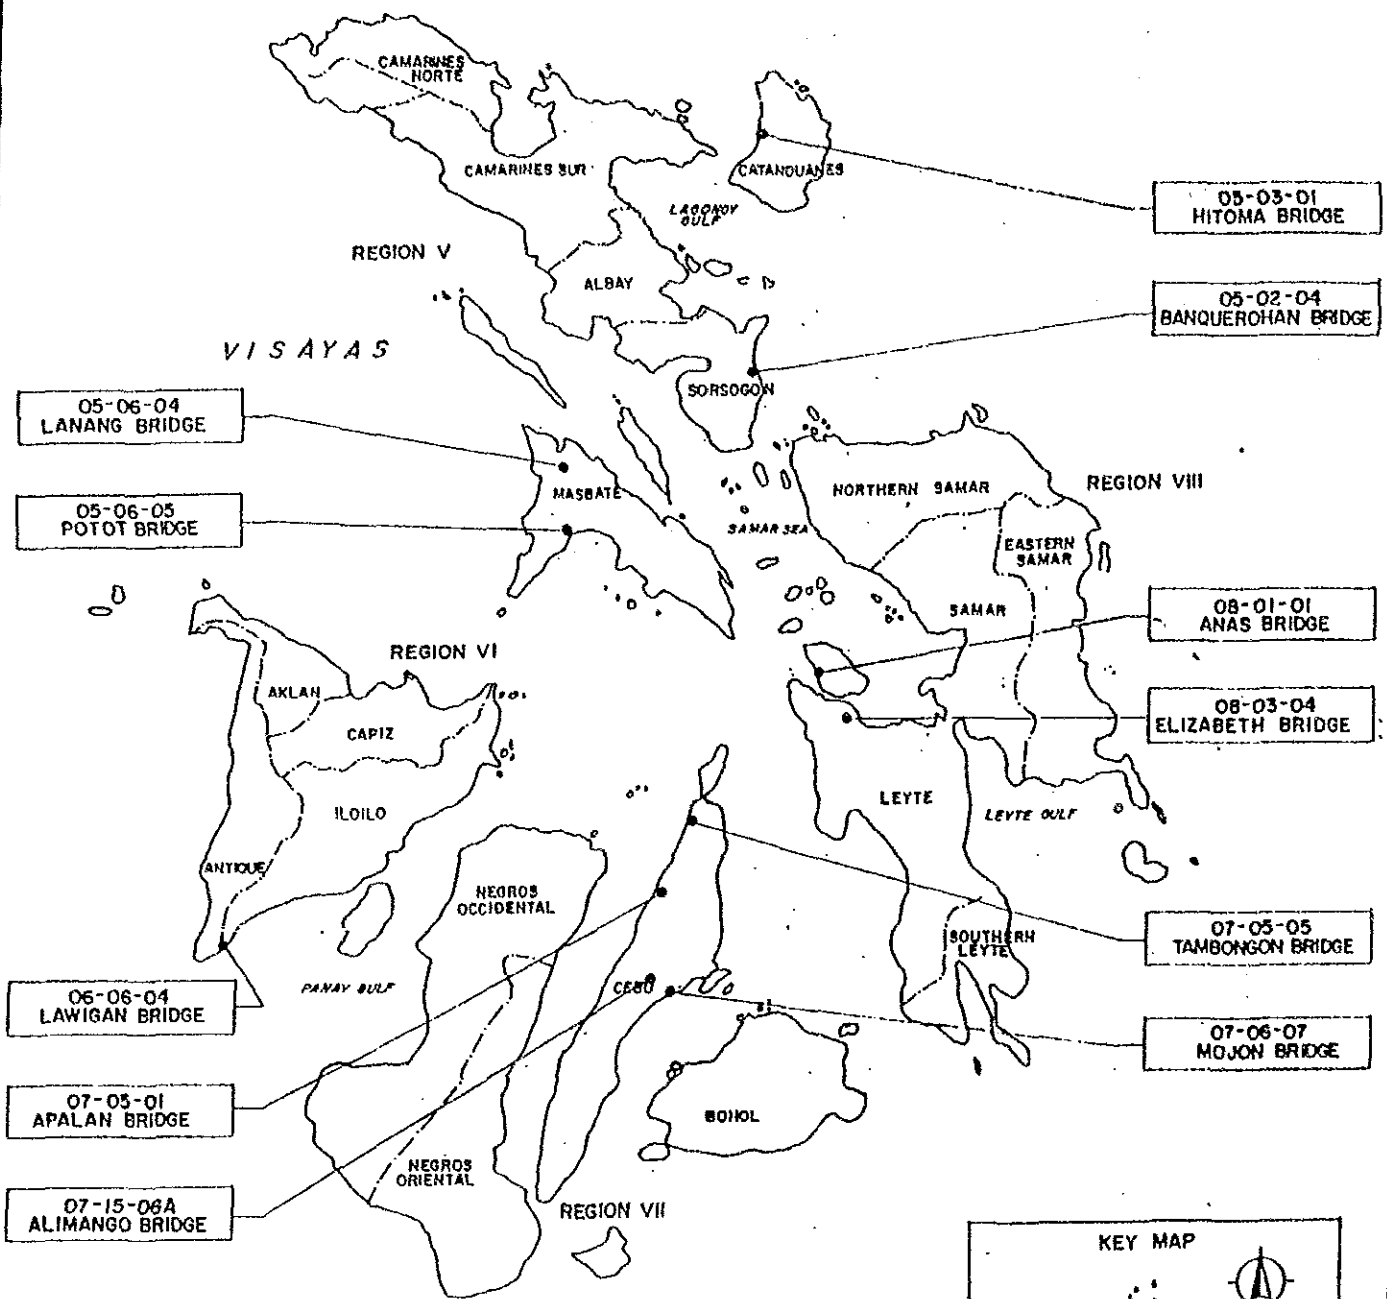 CAMARINES
NORTE
CAMARINES SUR
CATANDUANES
LAGONOY
GULF
05-03-01
HITOMA BRIDGE
REGION V
ALBAY
05-02-04
BANQUEROHAN BRIDGE
VISAYAS
SORSOGON
05-06-04
LANANG BRIDGE
MASBATE
NORTHERN SAMAR
REGION VIII
05-06-05
POTOT BRIDGE
SAMAR SEA
EASTERN
SAMAR
SAMAR
08-01-01
ANAS BRIDGE
REGION VI
AKLAN
CAPIZ
08-03-04
ELIZABETH BRIDGE
ILOILO
LEYTE
LEYTE GULF
ANTIQUE
NEGROS
OCCIDENTAL
SOUTHERN
LEYTE
07-05-05
TAMBONGON BRIDGE
06-06-04
LAWIGAN BRIDGE
PANAY GULF
CEBU
07-06-07
MOJON BRIDGE
07-05-01
APALAN BRIDGE
BOHOL
NEGROS
ORIENTAL
07-15-06A
ALIMANGO BRIDGE
REGION VII
KEY MAP